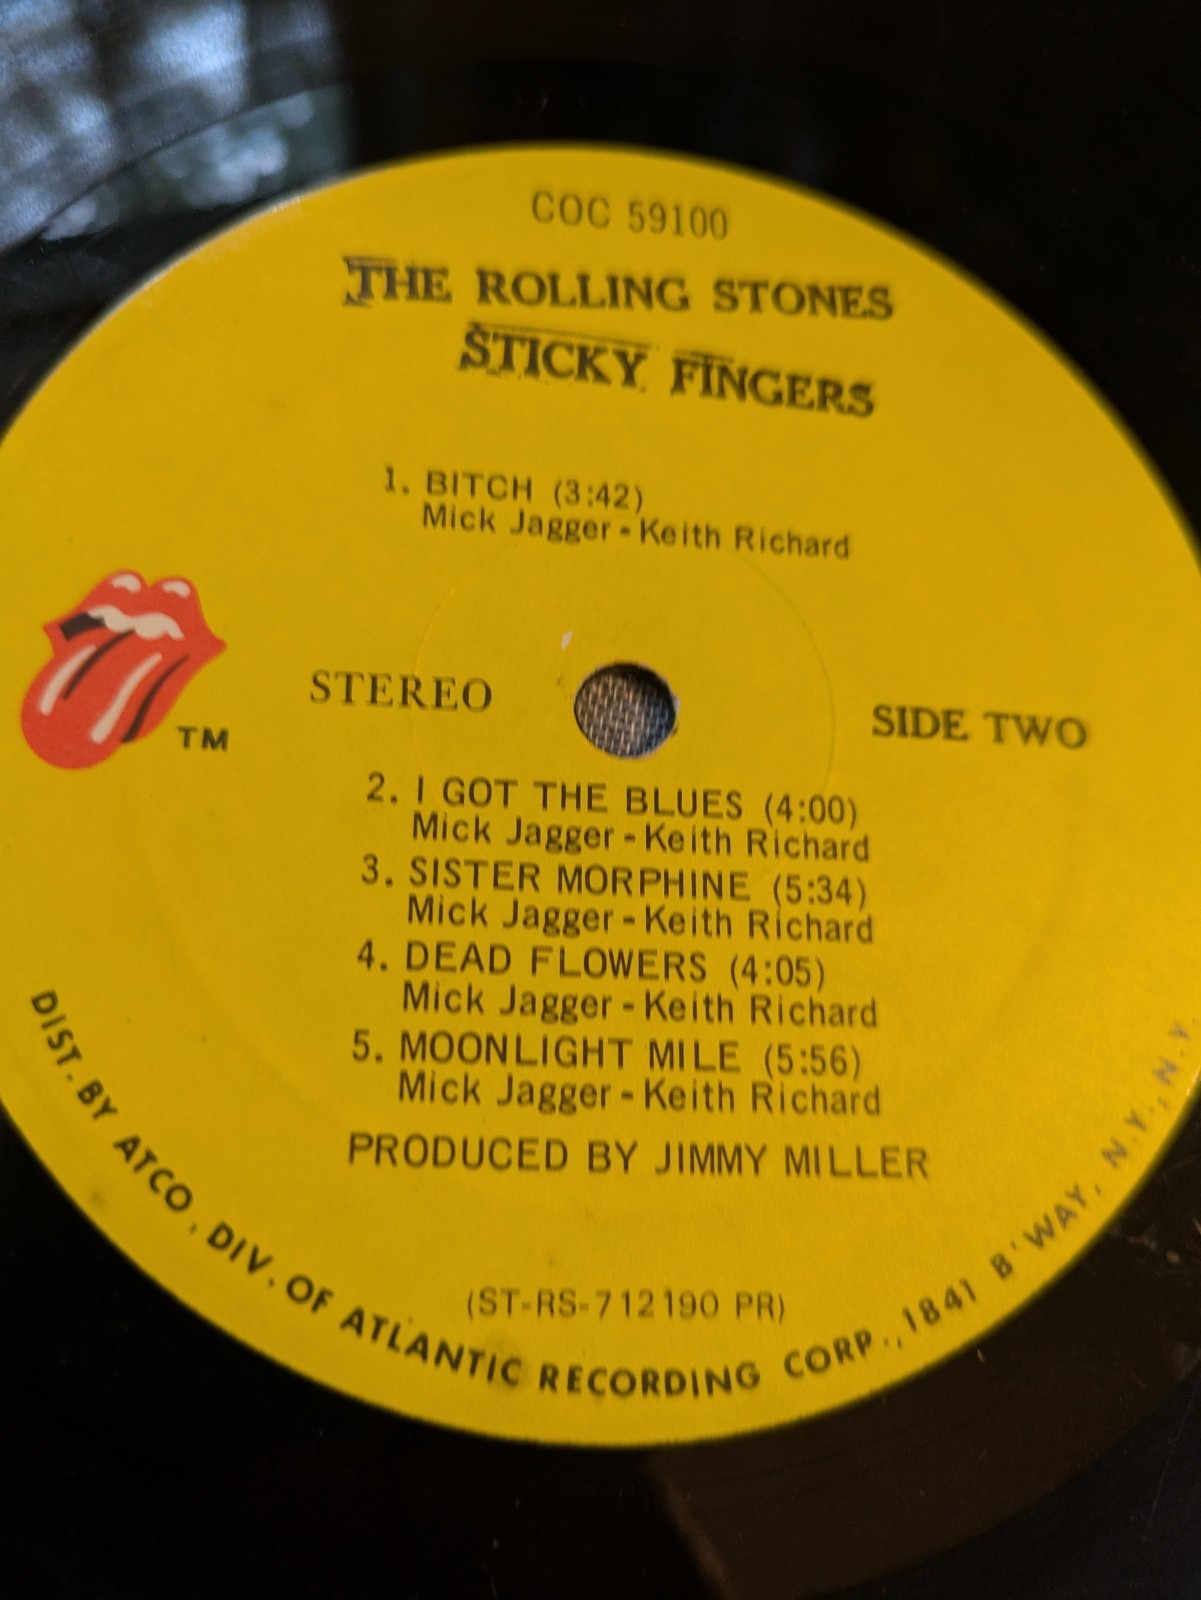 COC 59100
THE ROLLING STONES
STICKY FINGERS
1. BITCH (3:42)
Mick Jagger - Keith Richard
TM
STEREO
SIDE TWO
2. I GOT THE BLUES (4:00)
Mick Jagger - Keith Richard
3. SISTER MORPHINE (5:34)
Mick Jagger - Keith Richard
4. DEAD FLOWERS (4:05)
Mick Jagger - Keith Richard
5. MOONLIGHT MILE (5:56)
Mick Jagger - Keith Richard
PRODUCED BY JIMMY MILLER
(ST-RS-712190 PR)
DIST. BY ATCO, DIV. OF ATLANTIC RECORDING CORP., 1841 B'WAY, N.Y., N.Y.